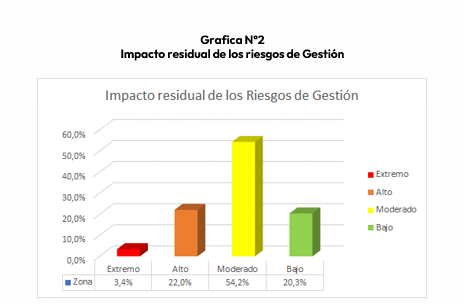 Grafica N°2
Impacto residual de los riesgos de Gestión
Impacto residual de los Riesgos de Gestión
60,0%
50,0%
40,0%
30,0%
20,0%
10,0%
0,0%
Extremo
Alto
Moderado
Bajo
Extremo Alto Moderado Bajo
Zona 3,4% 22,0% 54,2% 20,3%